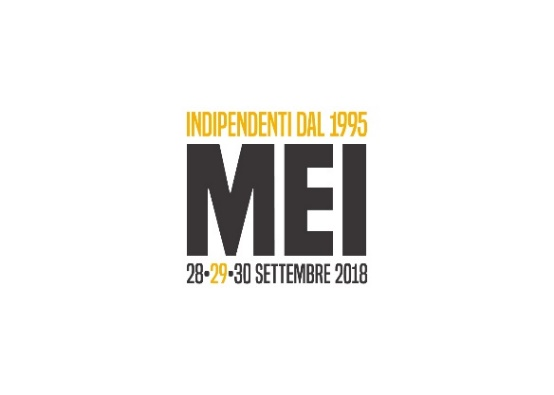 INDIPENDENTI DAL 1995
MEI
28•29•30 SETTEMBRE 2018